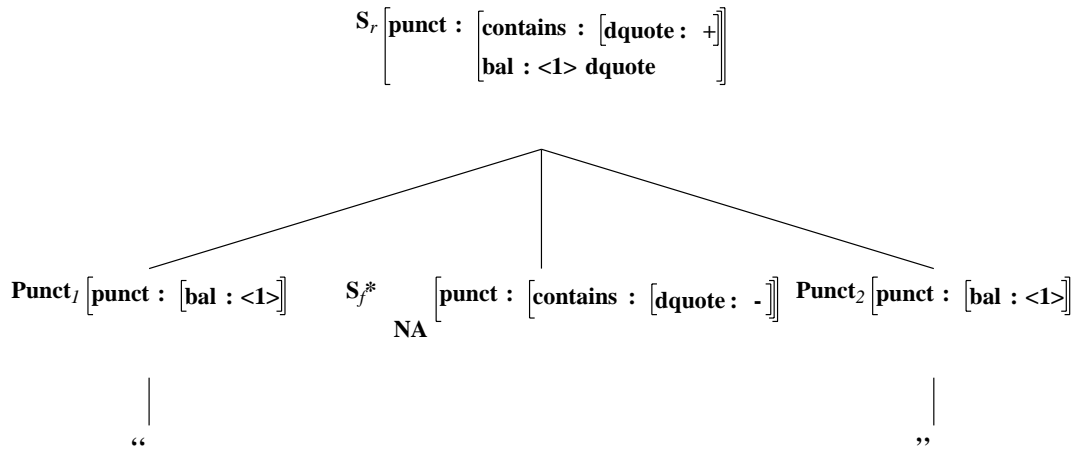 S_r [punct : [contains : [dquote : +]
bal : <1> dquote]]
Punct_1 [punct : [bal : <1>]] S_f* [punct : [contains : [dquote : -]]] Punct_2 [punct : [bal : <1>]]
NA
“ ”